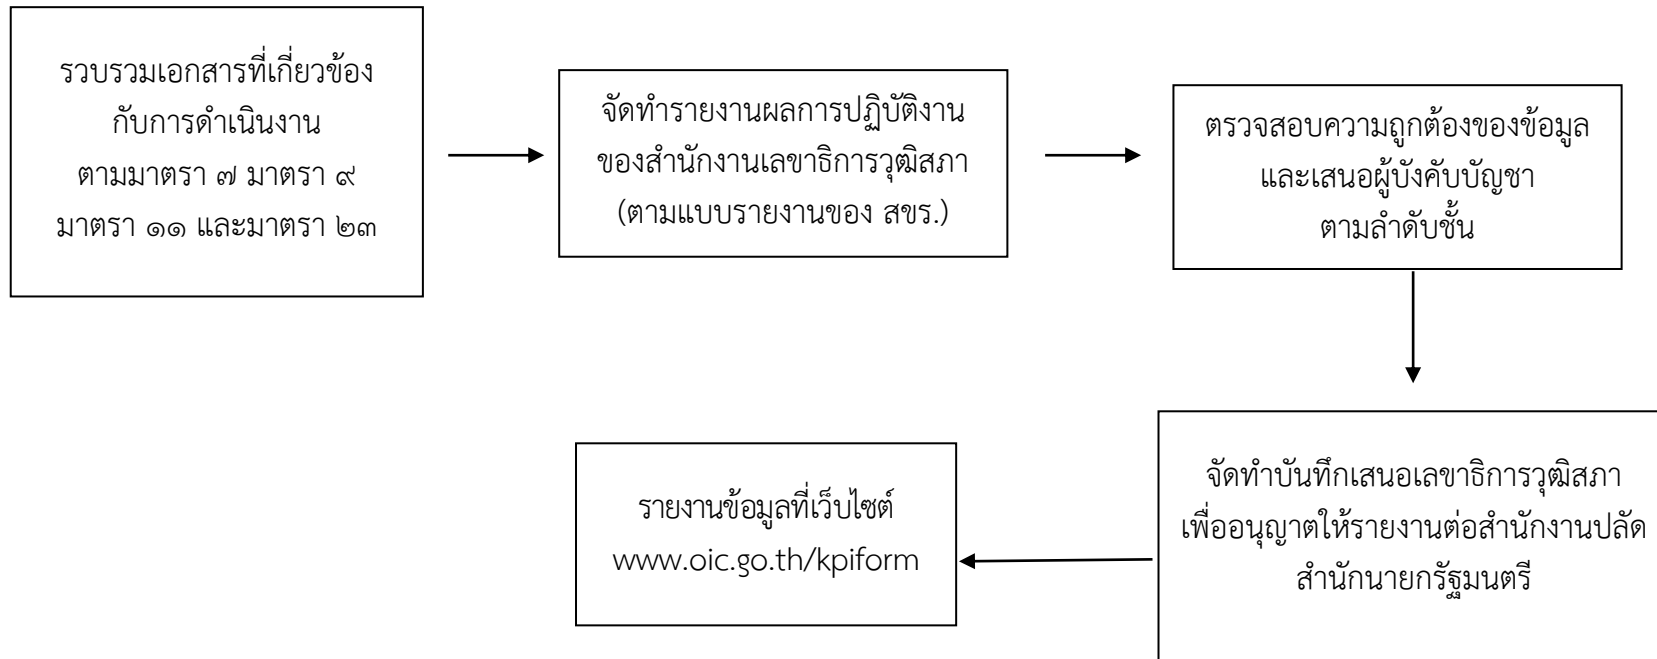 รวบรวมเอกสารที่เกี่ยวข้อง
กับการดำเนินงาน
ตามมาตรา ๗ มาตรา ๙
มาตรา ๑๑ และมาตรา ๒๓
จัดทำรายงานผลการปฏิบัติงาน
ของสำนักงานเลขาธิการวุฒิสภา
(ตามแบบรายงานของ สขร.)
ตรวจสอบความถูกต้องของข้อมูล
และเสนอผู้บังคับบัญชา
ตามลำดับชั้น
จัดทำบันทึกเสนอเลขาธิการวุฒิสภา
เพื่ออนุญาตให้รายงานต่อสำนักงานปลัด
สำนักนายกรัฐมนตรี
รายงานข้อมูลที่เว็บไซต์
www.oic.go.th/kpiform